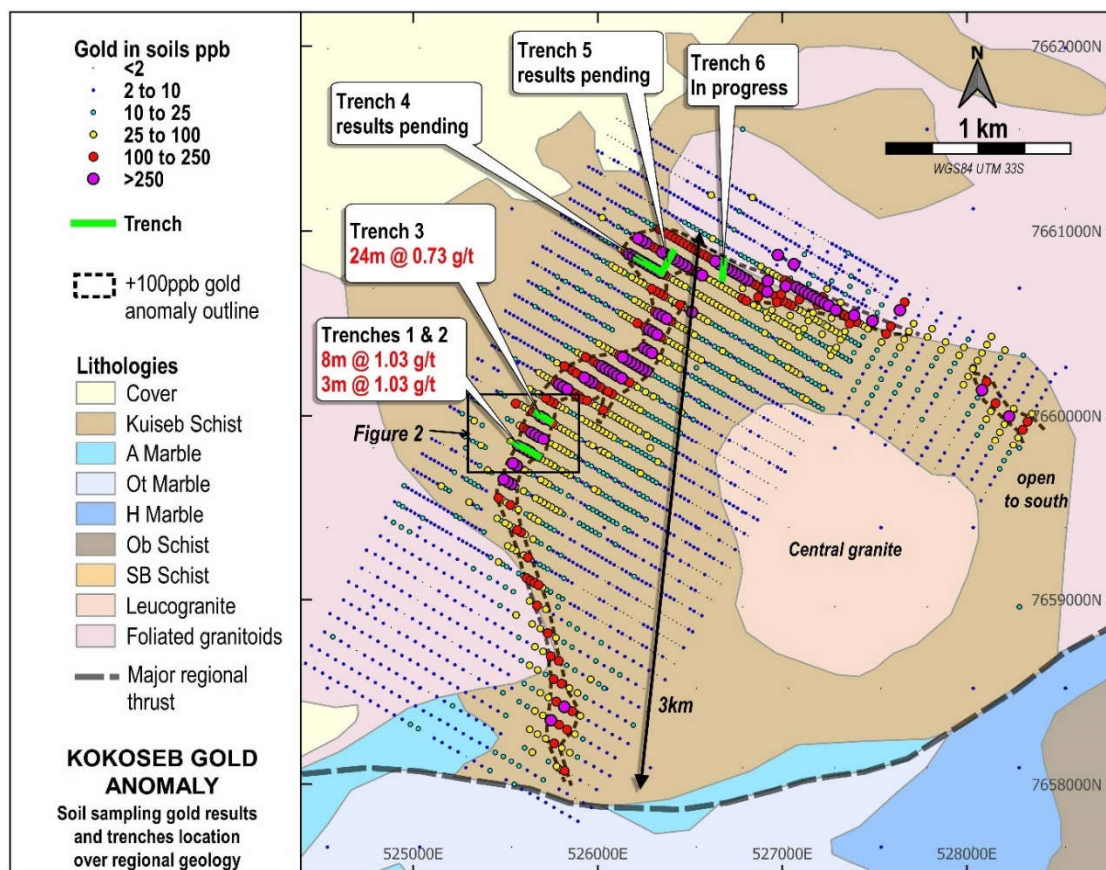 Gold in soils ppb
<2
2 to 10
10 to 25
25 to 100
100 to 250
>250
Trench
+100ppb gold
anomaly outline
Lithologies
Cover
Kuiseb Schist
A Marble
Ot Marble
H Marble
Ob Schist
SB Schist
Leucogranite
Foliated granitoids
Major regional
thrust
KOKOSEB GOLD
ANOMALY
Soil sampling gold results
and trenches location
over regional geology
Trench 5
results pending
Trench 6
In progress
Trench 4
results pending
Trench 3
24m @ 0.73 g/t
Trenches 1 & 2
8m @ 1.03 g/t
3m @ 1.03 g/t
Figure 2
N
1 km
WGS84 UTM 33S
7662000N
7661000N
7660000N
7659000N
7658000N
open
to south
Central granite
3km
525000E
526000E
527000E
528000E